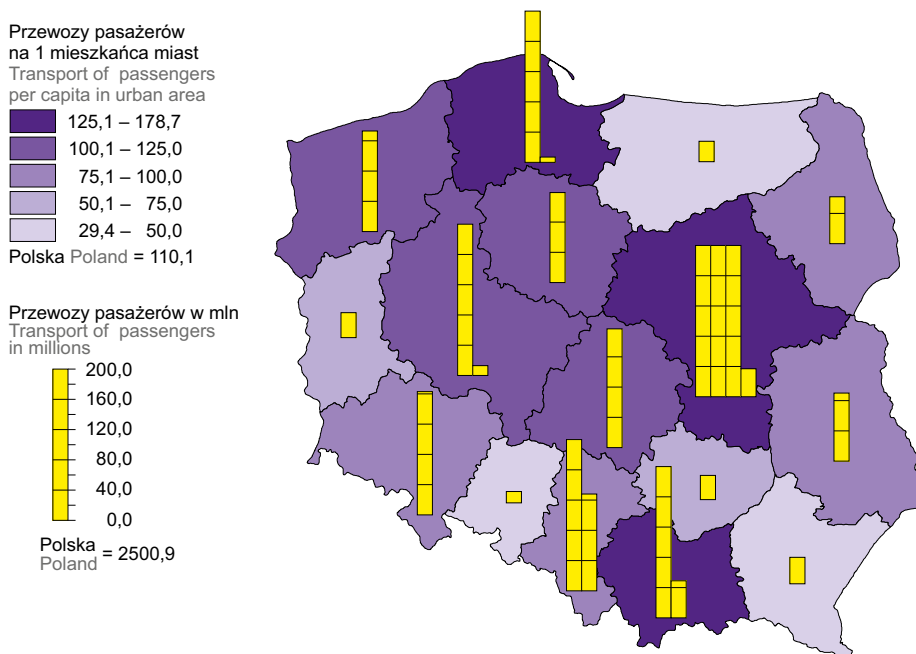 Przewozy pasażerów
na 1 mieszkańca miast
Transport of passengers
per capita in urban area
125,1 – 178,7
100,1 – 125,0
75,1 – 100,0
50,1 – 75,0
29,4 – 50,0
Polska Poland = 110,1
Przewozy pasażerów w mln
Transport of passengers
in millions
200,0
160,0
120,0
80,0
40,0
0,0
Polska
Poland = 2500,9